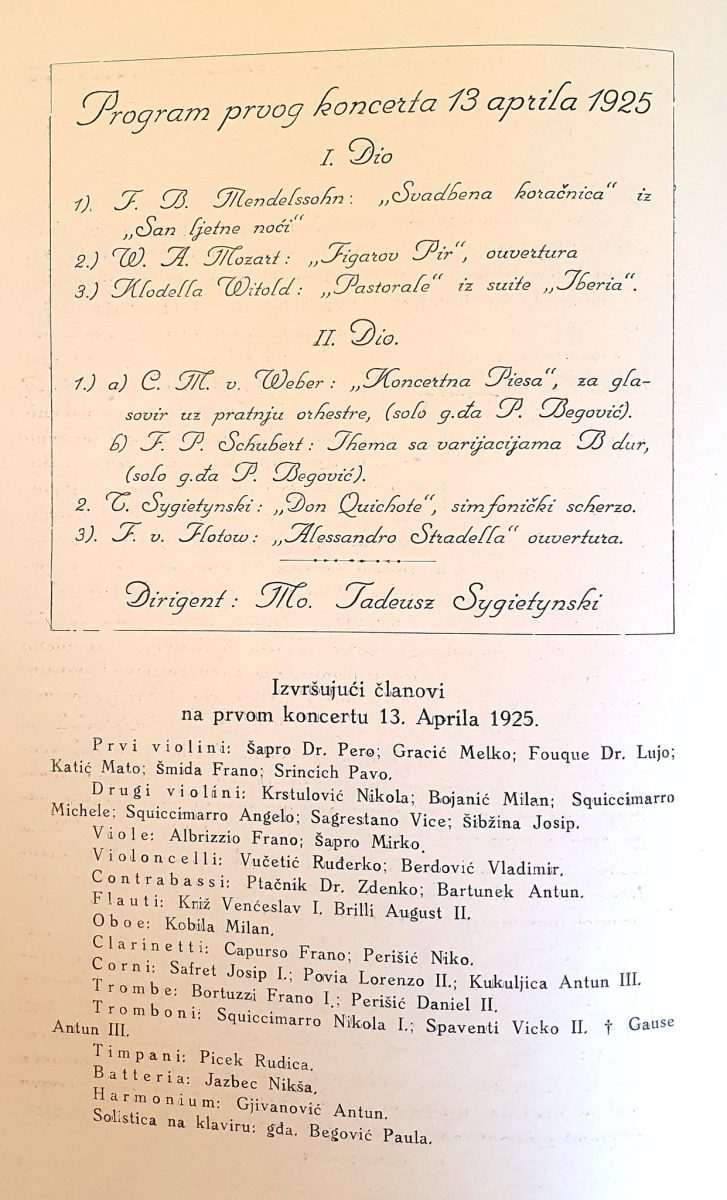 Program prvog koncerta 13 aprila 1925
I. Dio
1). F. B. Mendelssohn: „Svadbena koračnica“ iz
„San ljetne noći“
2.) W. A. Mozart: „Figarov Pir“, ouvertura
3.) Klodella Witold: „Pastorale“ iz suite „Iberia“.
II. Dio.
1.) a) C. M. v. Weber: „Koncertna Piesa“, za gla-
sovir uz pratnju orhestre, (solo g.đa P. Begović).
b) F. P. Schubert: Thema sa varijacijama B dur,
(solo g.đa P. Begović).
2. T. Sygietynski: „Don Quichote“, simfonički scherzo.
3). F. v. Flotow: „Alessandro Stradella“ ouvertura.
Dirigent: Mo. Tadeusz Sygietynski
Izvršujući članovi
na prvom koncertu 13. Aprila 1925.
Prvi violini: Šapro Dr. Pero; Gracić Melko; Fouque Dr. Lujo;
Katić Mato; Šmida Frano; Srincich Pavo.
Drugi violini: Krstulović Nikola; Bojanić Milan; Squiccimarro
Michele; Squiccimarro Angelo; Sagrestano Vice; Šibžina Josip.
Viole: Albrizzio Frano; Šapro Mirko.
Violoncelli: Vučetić Ruđerko; Berdović Vladimir.
Contrabassi: Ptačnik Dr. Zdenko; Bartunek Antun.
Flauti: Križ Venćeslav I. Brilli August II.
Oboe: Kobila Milan.
Clarinetti: Capurso Frano; Perišić Niko.
Corni: Safret Josip I.; Povia Lorenzo II.; Kukuljica Antun III.
Trombe: Bortuzzi Frano I.; Perišić Daniel II.
Tromboni: Squiccimarro Nikola I.; Spaventi Vicko II. † Gause
Antun III.
Timpani: Picek Rudica.
Batteria: Jazbec Nikša.
Harmonium: Gjivanović Antun.
Solistica na klaviru: gđa. Begović Paula.